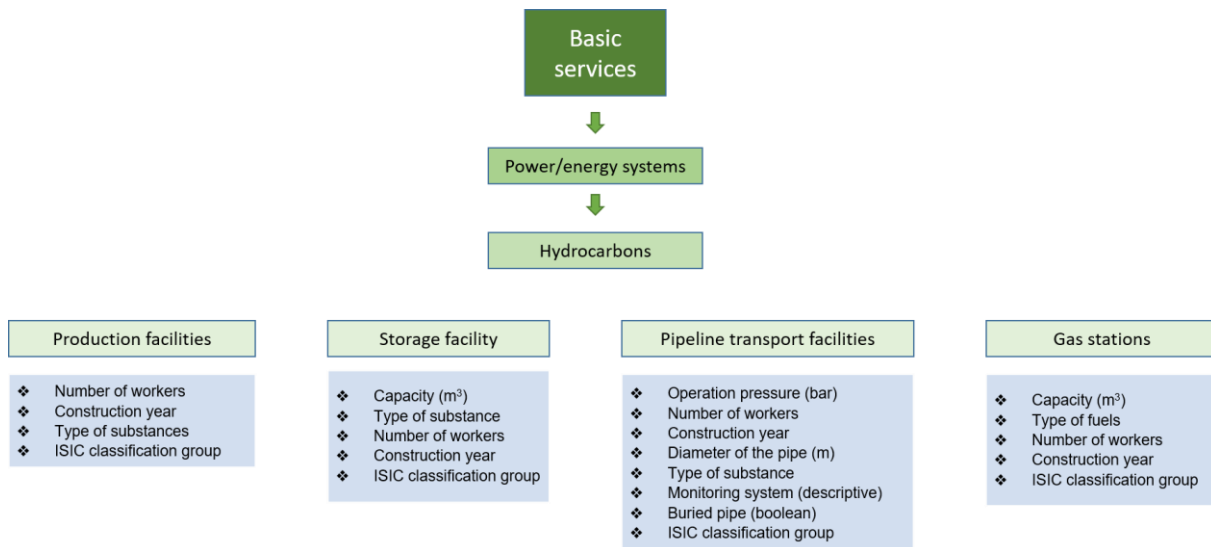 Basic
services
Power/energy systems
Hydrocarbons
Production facilities
❖ Number of workers
❖ Construction year
❖ Type of substances
❖ ISIC classification group
Storage facility
❖ Capacity (m³)
❖ Type of substance
❖ Number of workers
❖ Construction year
❖ ISIC classification group
Pipeline transport facilities
❖ Operation pressure (bar)
❖ Number of workers
❖ Construction year
❖ Diameter of the pipe (m)
❖ Type of substance
❖ Monitoring system (descriptive)
❖ Buried pipe (boolean)
❖ ISIC classification group
Gas stations
❖ Capacity (m³)
❖ Type of fuels
❖ Number of workers
❖ Construction year
❖ ISIC classification group